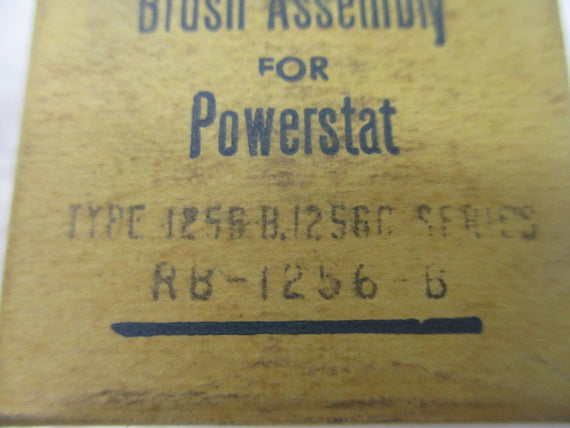 Brush Assembly
FOR
Powerstat
TYPE 1256 B,1256C SERIES
RB-1256-B